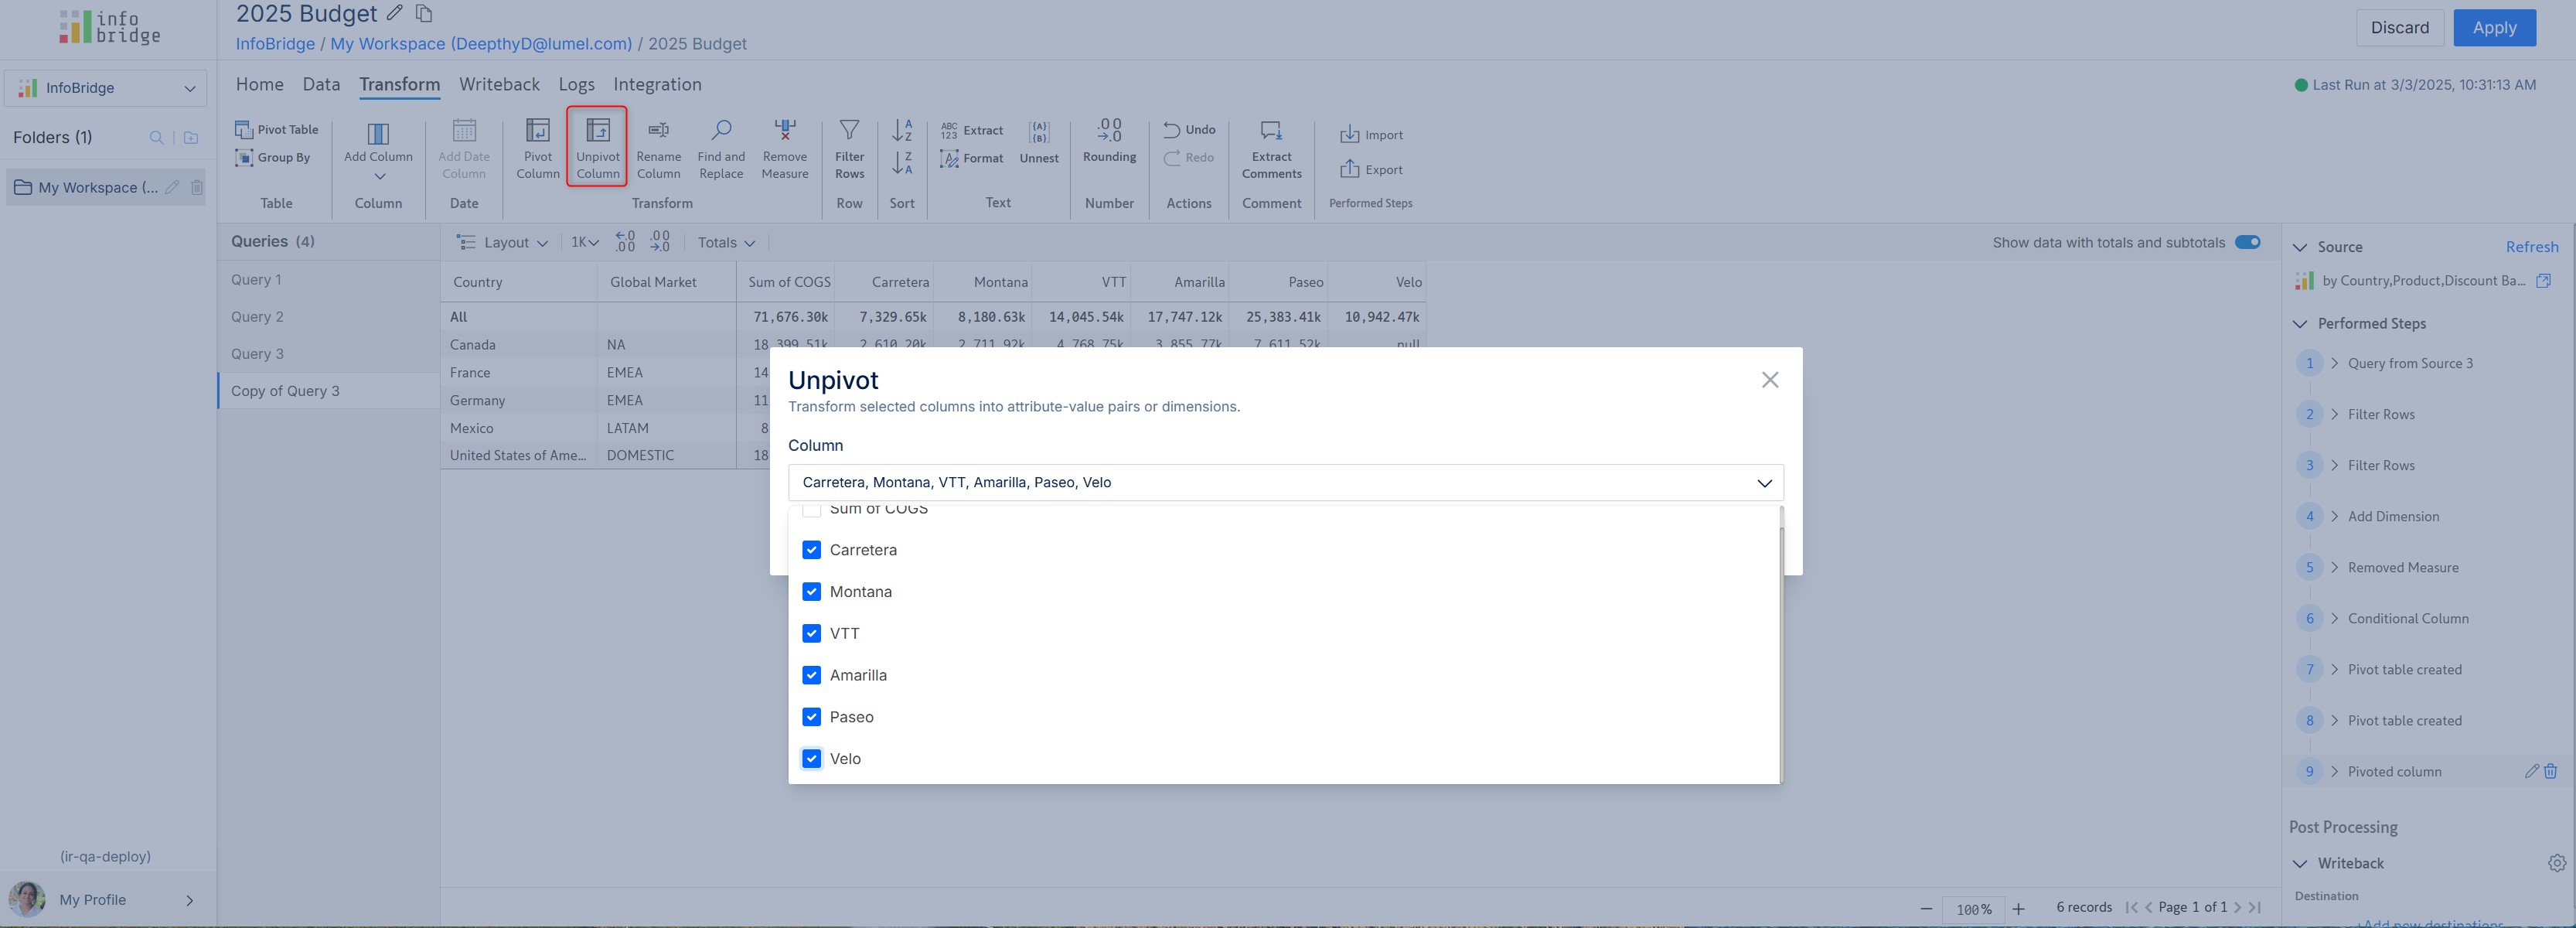 info
bridge
2025 Budget
InfoBridge / My Workspace (DeepthyD@lumel.com) / 2025 Budget
Discard
Apply
InfoBridge
Home Data Transform Writeback Logs Integration
Last Run at 3/3/2025, 10:31:13 AM
Folders (1)
My Workspace (...
Pivot Table
Group By
Table
Add Column
Column
Add Date
Column
Date
Pivot
Column
Unpivot
Column
Rename
Column
Find and
Replace
Remove
Measure
Transform
Filter
Rows
Row
A
Z
Z
A
Sort
ABC
123
Extract
Format
{A}
{B}
Unnest
Text
.00
→.0
Rounding
Number
Undo
Redo
Actions
Extract
Comments
Comment
Import
Export
Performed Steps
Queries (4)
Query 1
Query 2
Query 3
Copy of Query 3
Layout
1K
←.0
.00
.00
→.0
Totals
Show data with totals and subtotals
Country Global Market Sum of COGS Carretera Montana VTT Amarilla Paseo Velo
All 71,676.30k 7,329.65k 8,180.63k 14,045.54k 17,747.12k 25,383.41k 10,942.47k
Canada NA 18,399.51k 2,610.20k 2,711.92k 4,768.75k 3,855.77k 7,611.52k null
France EMEA 14
Germany EMEA 11
Mexico LATAM 8
United States of Ame... DOMESTIC 18
Unpivot
Transform selected columns into attribute-value pairs or dimensions.
Column
Carretera, Montana, VTT, Amarilla, Paseo, Velo
Sum of COGS
Carretera
Montana
VTT
Amarilla
Paseo
Velo
Source
Refresh
by Country,Product,Discount Ba...
Performed Steps
1 Query from Source 3
2 Filter Rows
3 Filter Rows
4 Add Dimension
5 Removed Measure
6 Conditional Column
7 Pivot table created
8 Pivot table created
9 Pivoted column
Post Processing
Writeback
Destination
+Add new destinations
(ir-qa-deploy)
My Profile
100%
6 records
Page 1 of 1